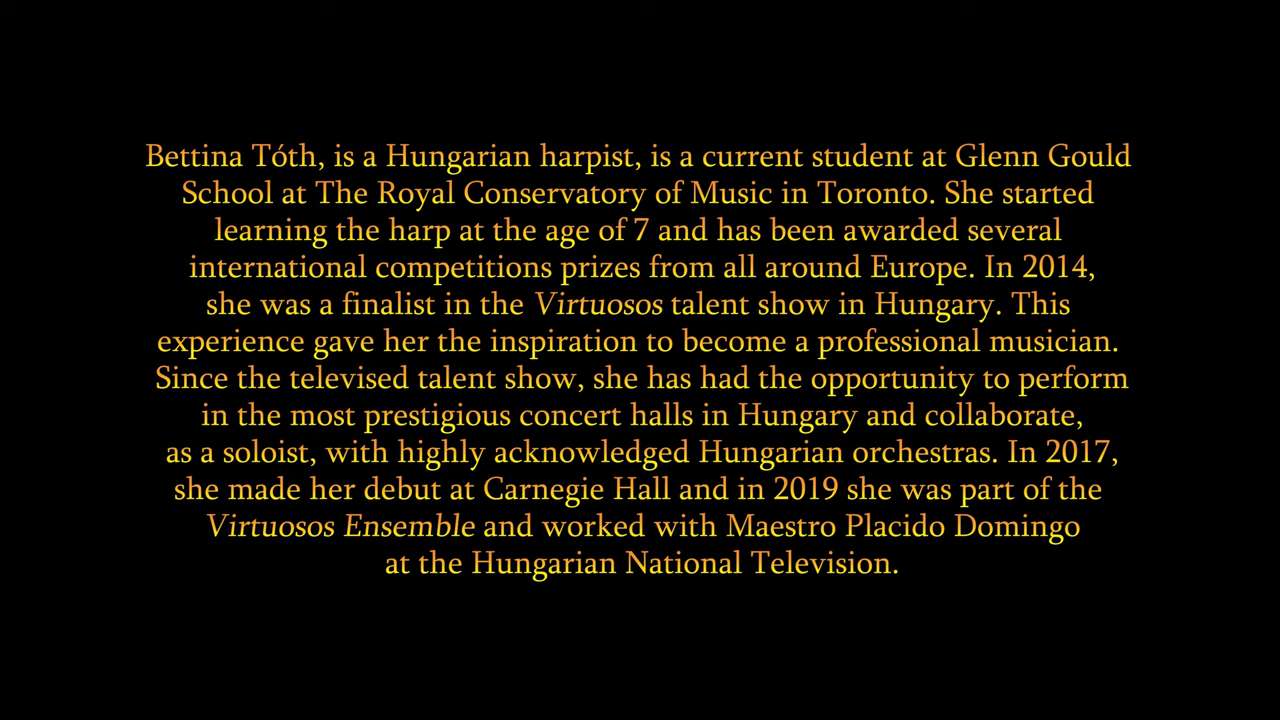 Bettina Tóth, is a Hungarian harpist, is a current student at Glenn Gould
School at The Royal Conservatory of Music in Toronto. She started
learning the harp at the age of 7 and has been awarded several
international competitions prizes from all around Europe. In 2014,
she was a finalist in the Virtuosos talent show in Hungary. This
experience gave her the inspiration to become a professional musician.
Since the televised talent show, she has had the opportunity to perform
in the most prestigious concert halls in Hungary and collaborate,
as a soloist, with highly acknowledged Hungarian orchestras. In 2017,
she made her debut at Carnegie Hall and in 2019 she was part of the
Virtuosos Ensemble and worked with Maestro Placido Domingo
at the Hungarian National Television.